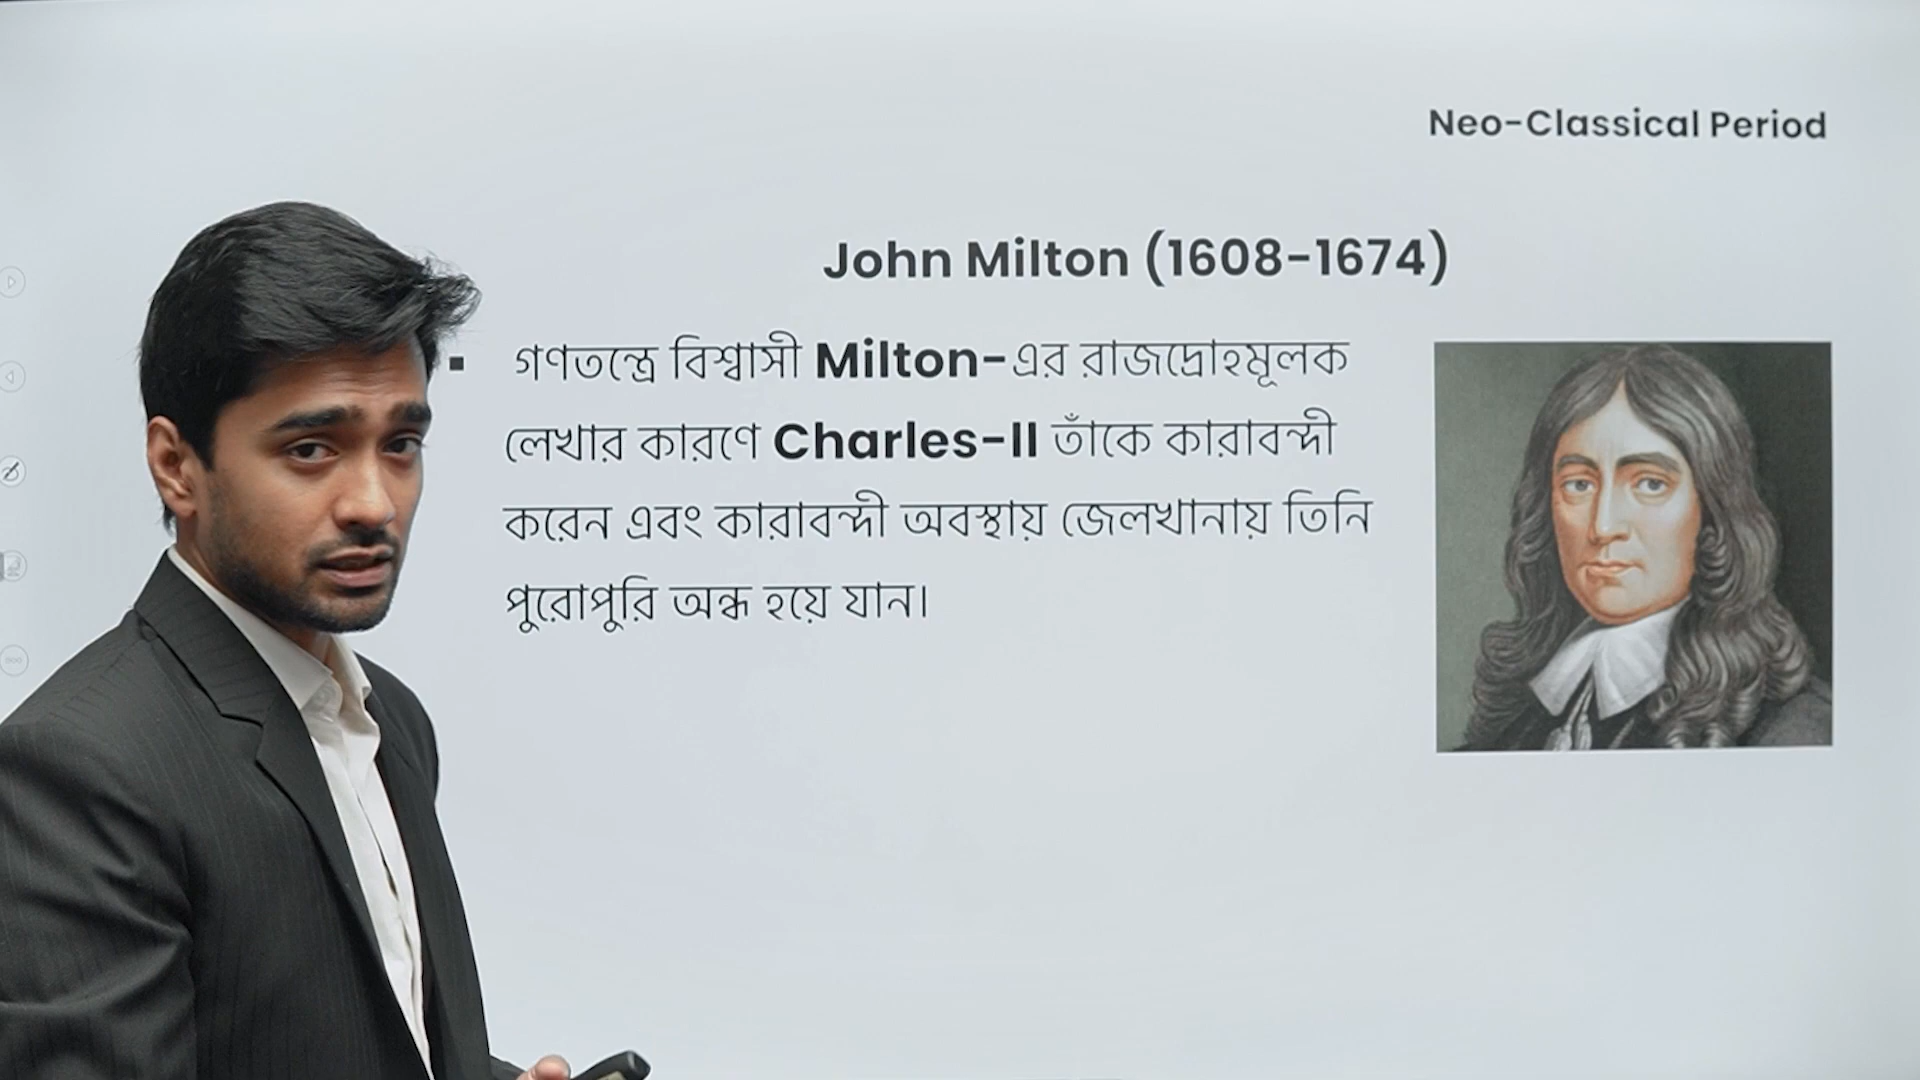 Neo-Classical Period
John Milton (1608-1674)
▪ গণতন্ত্রে বিশ্বাসী Milton-এর রাজদ্রোহমূলক
লেখার কারণে Charles-II তাঁকে কারাবন্দী
করেন এবং কারাবন্দী অবস্থায় জেলখানায় তিনি
পুরোপুরি অন্ধ হয়ে যান।